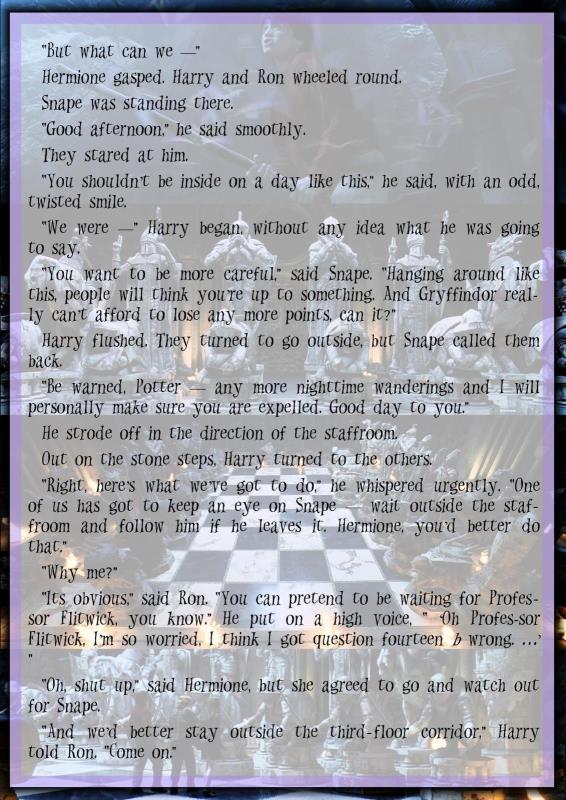 "But what can we —"
Hermione gasped. Harry and Ron wheeled round.
Snape was standing there.
"Good afternoon," he said smoothly.
They stared at him.
"You shouldn't be inside on a day like this," he said, with an odd,
twisted smile.
"We were —" Harry began, without any idea what he was going
to say.
"You want to be more careful," said Snape. "Hanging around like
this, people will think you're up to something. And Gryffindor real-
ly can't afford to lose any more points, can it?"
Harry flushed. They turned to go outside, but Snape called them
back.
"Be warned, Potter — any more nighttime wanderings and I will
personally make sure you are expelled. Good day to you."
He strode off in the direction of the staffroom.
Out on the stone steps, Harry turned to the others.
"Right, here's what we've got to do," he whispered urgently. "One
of us has got to keep an eye on Snape — wait outside the staf-
froom and follow him if he leaves it. Hermione, you'd better do
that."
"Why me?"
"It's obvious," said Ron. "You can pretend to be waiting for Profes-
sor Flitwick, you know." He put on a high voice, " 'Oh Profes-sor
Flitwick, I'm so worried, I think I got question fourteen b wrong. …'
"
"Oh, shut up," said Hermione, but she agreed to go and watch out
for Snape.
"And we'd better stay outside the third-floor corridor," Harry
told Ron. "Come on."